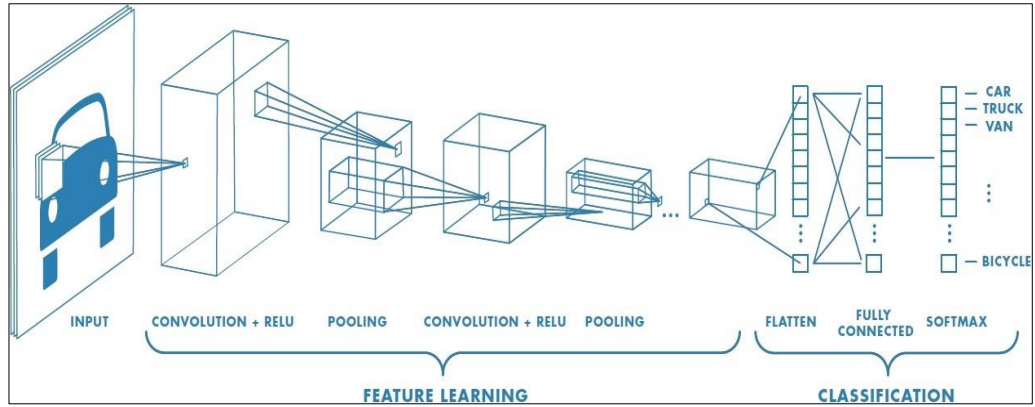 CAR
TRUCK
VAN
BICYCLE
INPUT
CONVOLUTION + RELU
POOLING
CONVOLUTION + RELU
POOLING
FLATTEN
FULLY
CONNECTED
SOFTMAX
FEATURE LEARNING
CLASSIFICATION